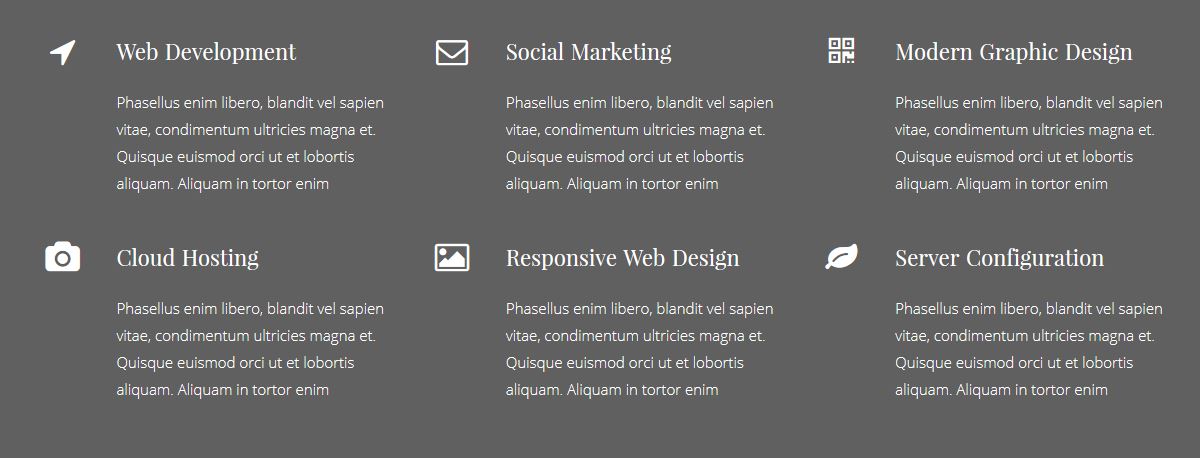 Web Development
Phasellus enim libero, blandit vel sapien
vitae, condimentum ultricies magna et.
Quisque euismod orci ut et lobortis
aliquam. Aliquam in tortor enim
Social Marketing
Phasellus enim libero, blandit vel sapien
vitae, condimentum ultricies magna et.
Quisque euismod orci ut et lobortis
aliquam. Aliquam in tortor enim
Modern Graphic Design
Phasellus enim libero, blandit vel sapien
vitae, condimentum ultricies magna et.
Quisque euismod orci ut et lobortis
aliquam. Aliquam in tortor enim
Cloud Hosting
Phasellus enim libero, blandit vel sapien
vitae, condimentum ultricies magna et.
Quisque euismod orci ut et lobortis
aliquam. Aliquam in tortor enim
Responsive Web Design
Phasellus enim libero, blandit vel sapien
vitae, condimentum ultricies magna et.
Quisque euismod orci ut et lobortis
aliquam. Aliquam in tortor enim
Server Configuration
Phasellus enim libero, blandit vel sapien
vitae, condimentum ultricies magna et.
Quisque euismod orci ut et lobortis
aliquam. Aliquam in tortor enim